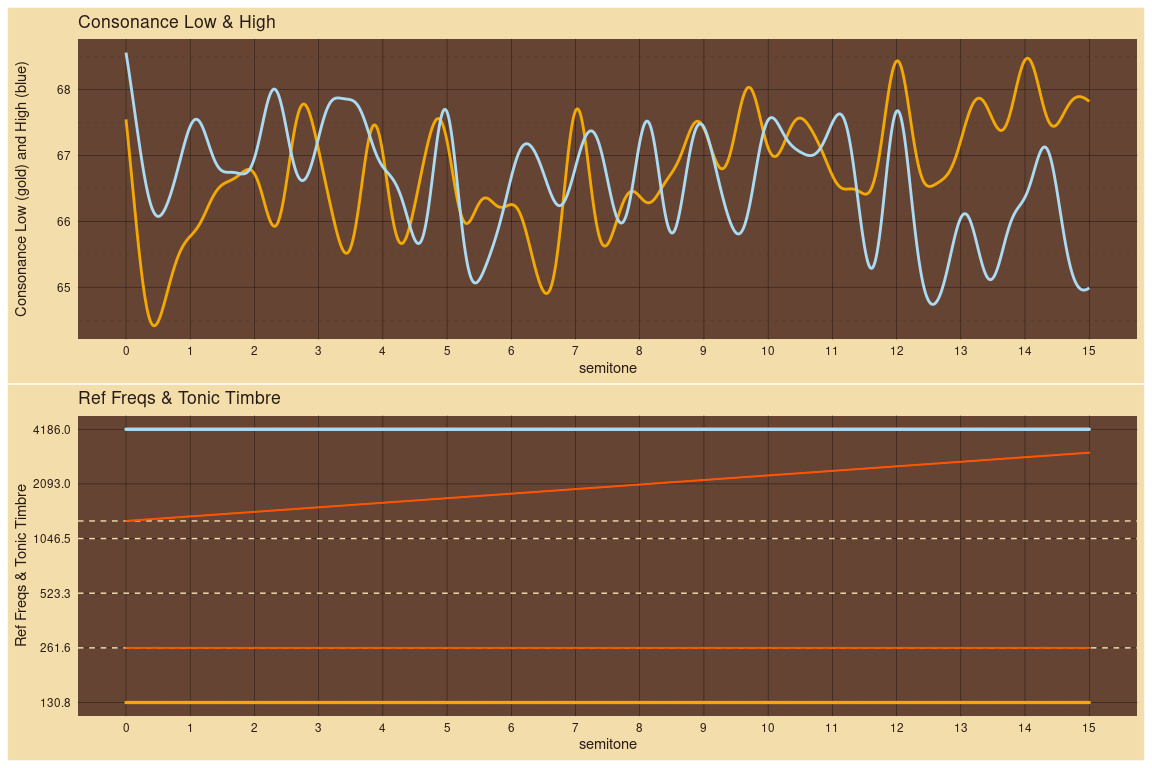 Consonance Low & High
Consonance Low (gold) and High (blue)
68
67
66
65
0 1 2 3 4 5 6 7 8 9 10 11 12 13 14 15
semitone
Ref Freqs & Tonic Timbre
Ref Freqs & Tonic Timbre
4186.0
2093.0
1046.5
523.3
261.6
130.8
0 1 2 3 4 5 6 7 8 9 10 11 12 13 14 15
semitone